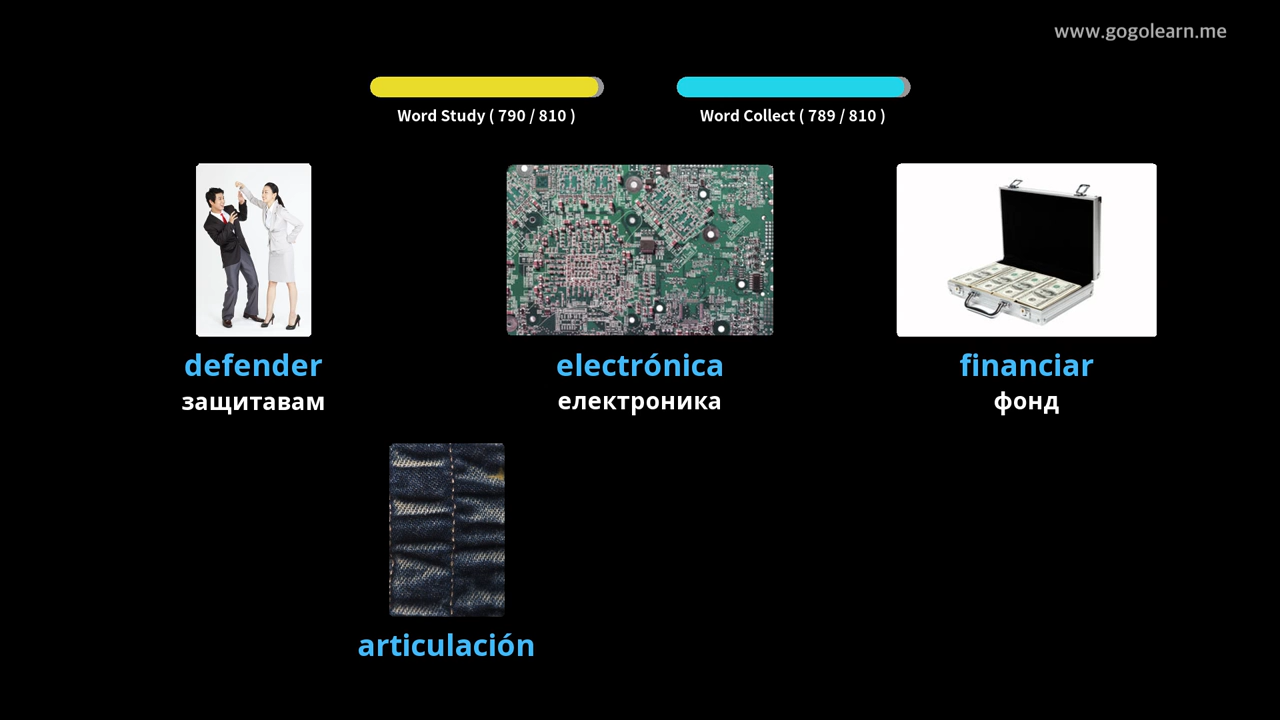 www.gogolearn.me
Word Study ( 790 / 810 )
Word Collect ( 789 / 810 )
defender
защитавам
electrónica
електроника
financiar
фонд
articulación